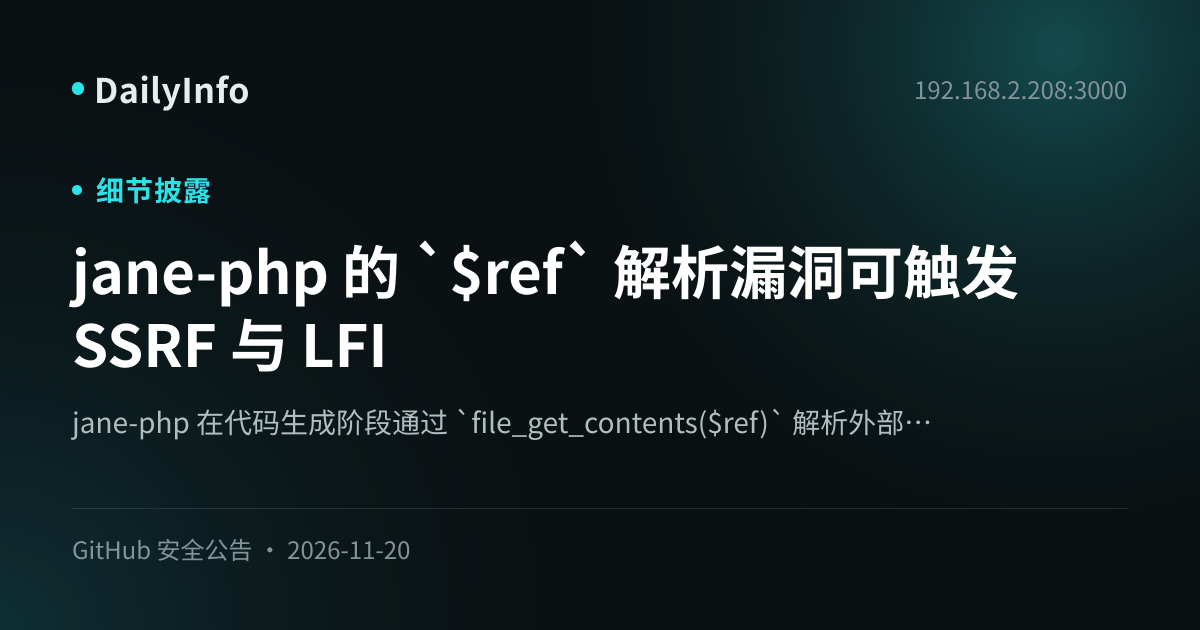 DailyInfo
192.168.2.208:3000
细节披露
jane-php 的 `$ref` 解析漏洞可触发
SSRF 与 LFI
jane-php 在代码生成阶段通过 `file_get_contents($ref)` 解析外部…
GitHub 安全公告 · 2026-11-20